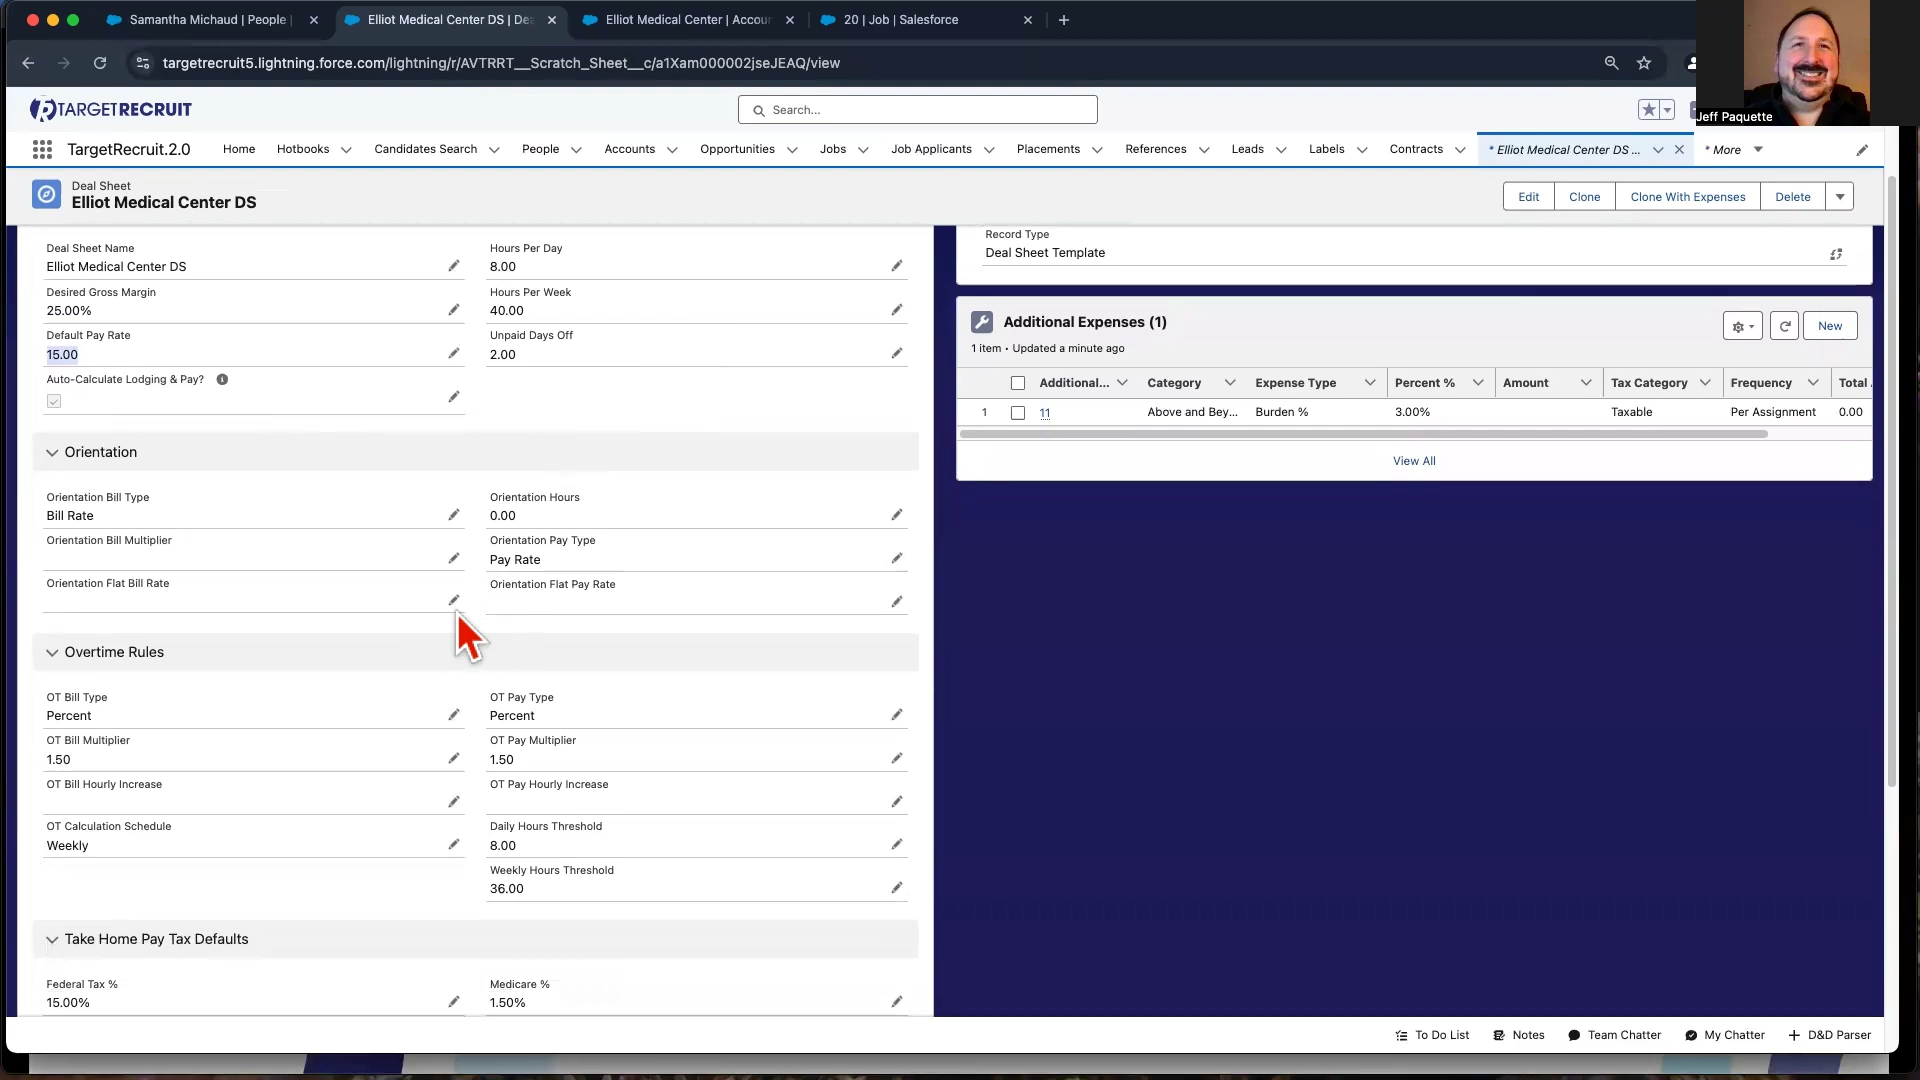 Samantha Michaud | People |
Elliot Medical Center DS | De
Elliot Medical Center | Accou
20 | Job | Salesforce
targetrecruit5.lightning.force.com/lightning/r/AVTRRT__Scratch_Sheet__c/a1Xam000002jseJEAQ/view
Jeff Paquette
TARGETRECRUIT
Search...
TargetRecruit.2.0
Home
Hotbooks
Candidates Search
People
Accounts
Opportunities
Jobs
Job Applicants
Placements
References
Leads
Labels
Contracts
* Elliot Medical Center DS ...
* More
Deal Sheet
Elliot Medical Center DS
Edit
Clone
Clone With Expenses
Delete
Deal Sheet Name
Elliot Medical Center DS
Hours Per Day
8.00
Desired Gross Margin
25.00%
Hours Per Week
40.00
Default Pay Rate
15.00
Unpaid Days Off
2.00
Auto-Calculate Lodging & Pay?
Orientation
Orientation Bill Type
Bill Rate
Orientation Hours
0.00
Orientation Bill Multiplier
Orientation Pay Type
Pay Rate
Orientation Flat Bill Rate
Orientation Flat Pay Rate
Overtime Rules
OT Bill Type
Percent
OT Pay Type
Percent
OT Bill Multiplier
1.50
OT Pay Multiplier
1.50
OT Bill Hourly Increase
OT Pay Hourly Increase
OT Calculation Schedule
Weekly
Daily Hours Threshold
8.00
Weekly Hours Threshold
36.00
Take Home Pay Tax Defaults
Federal Tax %
15.00%
Medicare %
1.50%
Record Type
Deal Sheet Template
Additional Expenses (1)
1 item • Updated a minute ago
New
Additional...
Category
Expense Type
Percent %
Amount
Tax Category
Frequency
Total
1
11
Above and Bey...
Burden %
3.00%
Taxable
Per Assignment
0.00
View All
To Do List
Notes
Team Chatter
My Chatter
D&D Parser